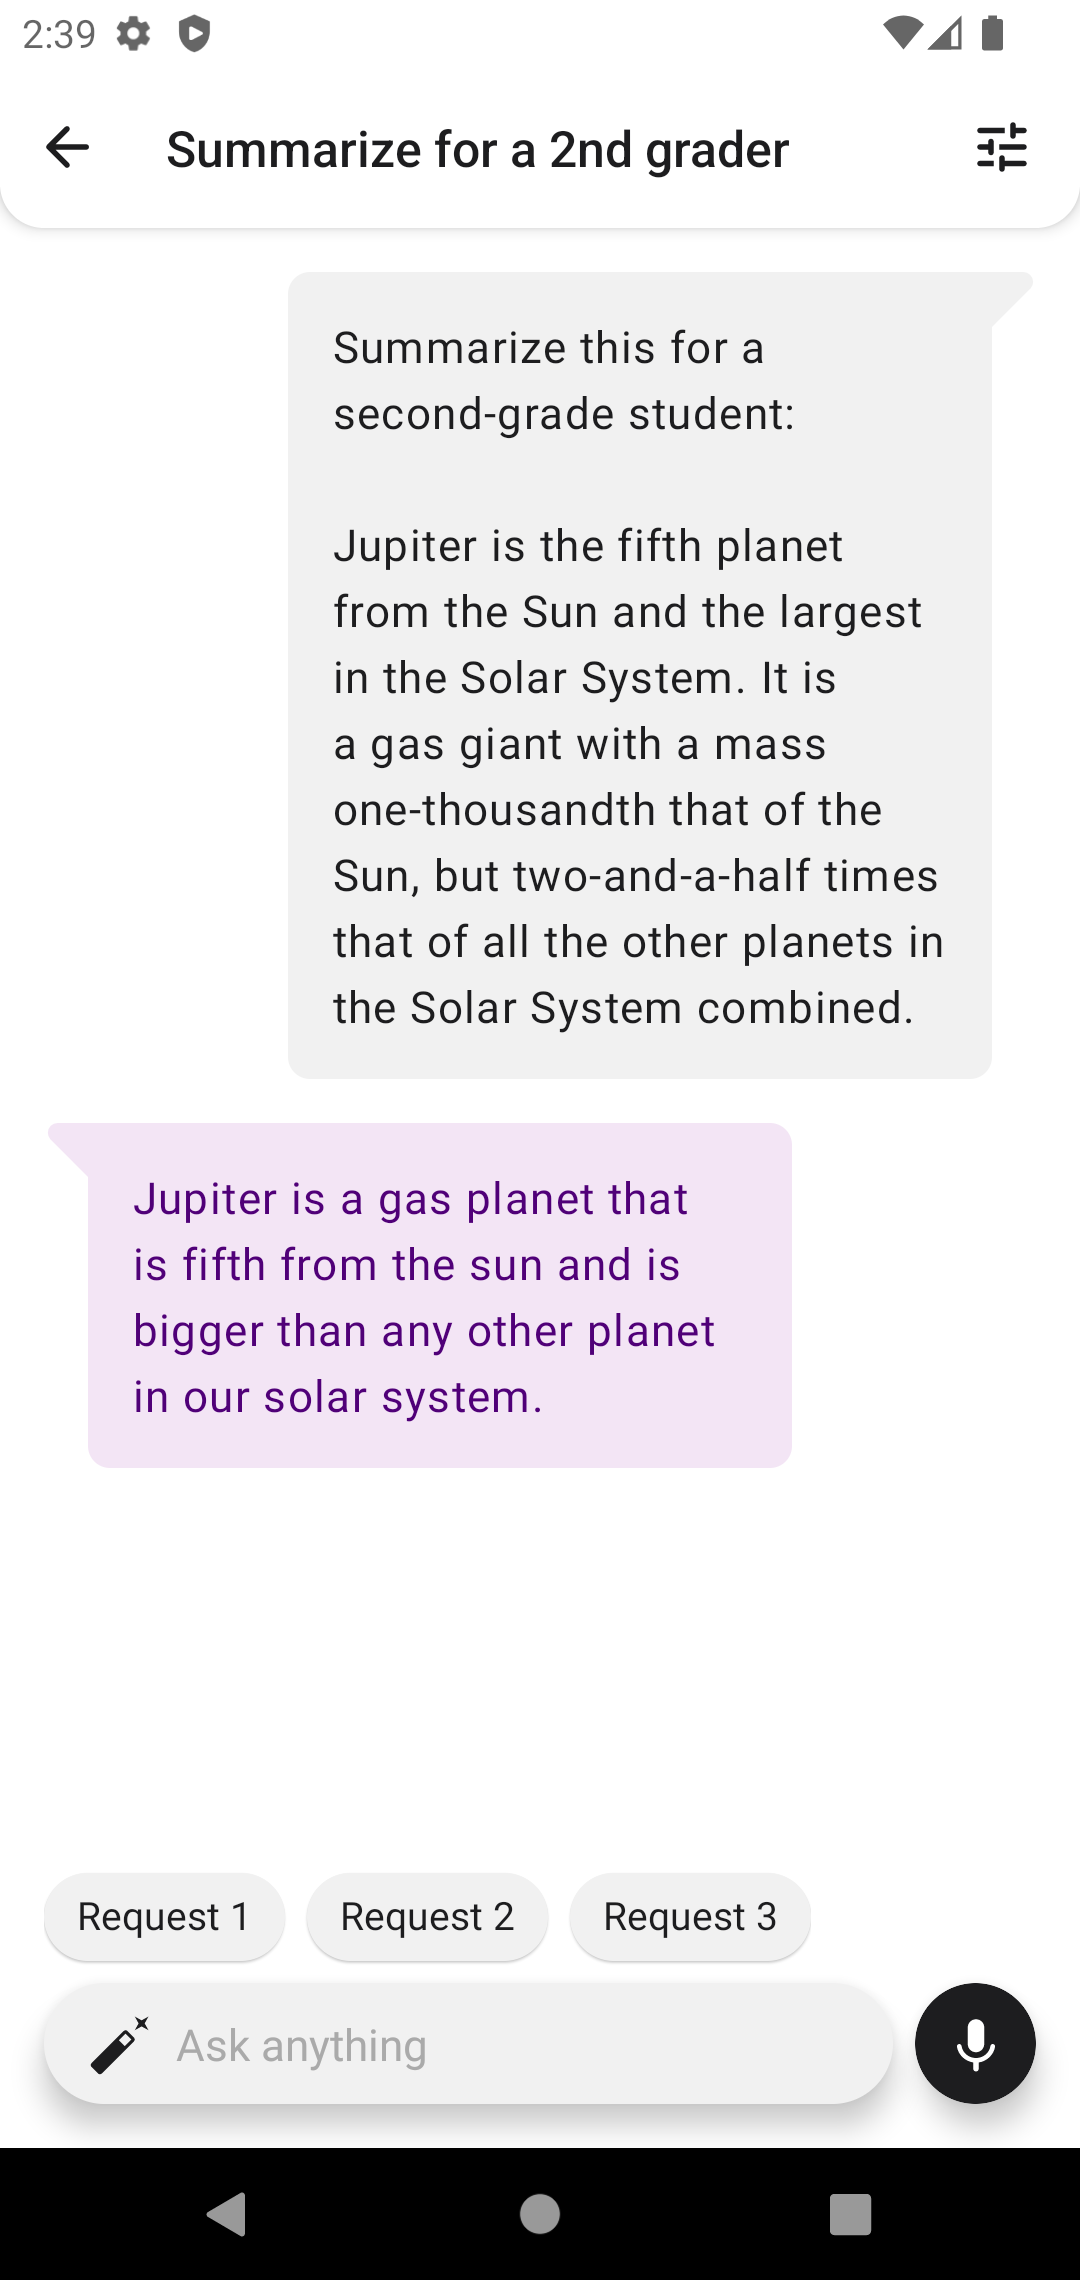 2:39
Summarize for a 2nd grader
Summarize this for a
second-grade student:
Jupiter is the fifth planet
from the Sun and the largest
in the Solar System. It is
a gas giant with a mass
one-thousandth that of the
Sun, but two-and-a-half times
that of all the other planets in
the Solar System combined.
Jupiter is a gas planet that
is fifth from the sun and is
bigger than any other planet
in our solar system.
Request 1 Request 2 Request 3
Ask anything